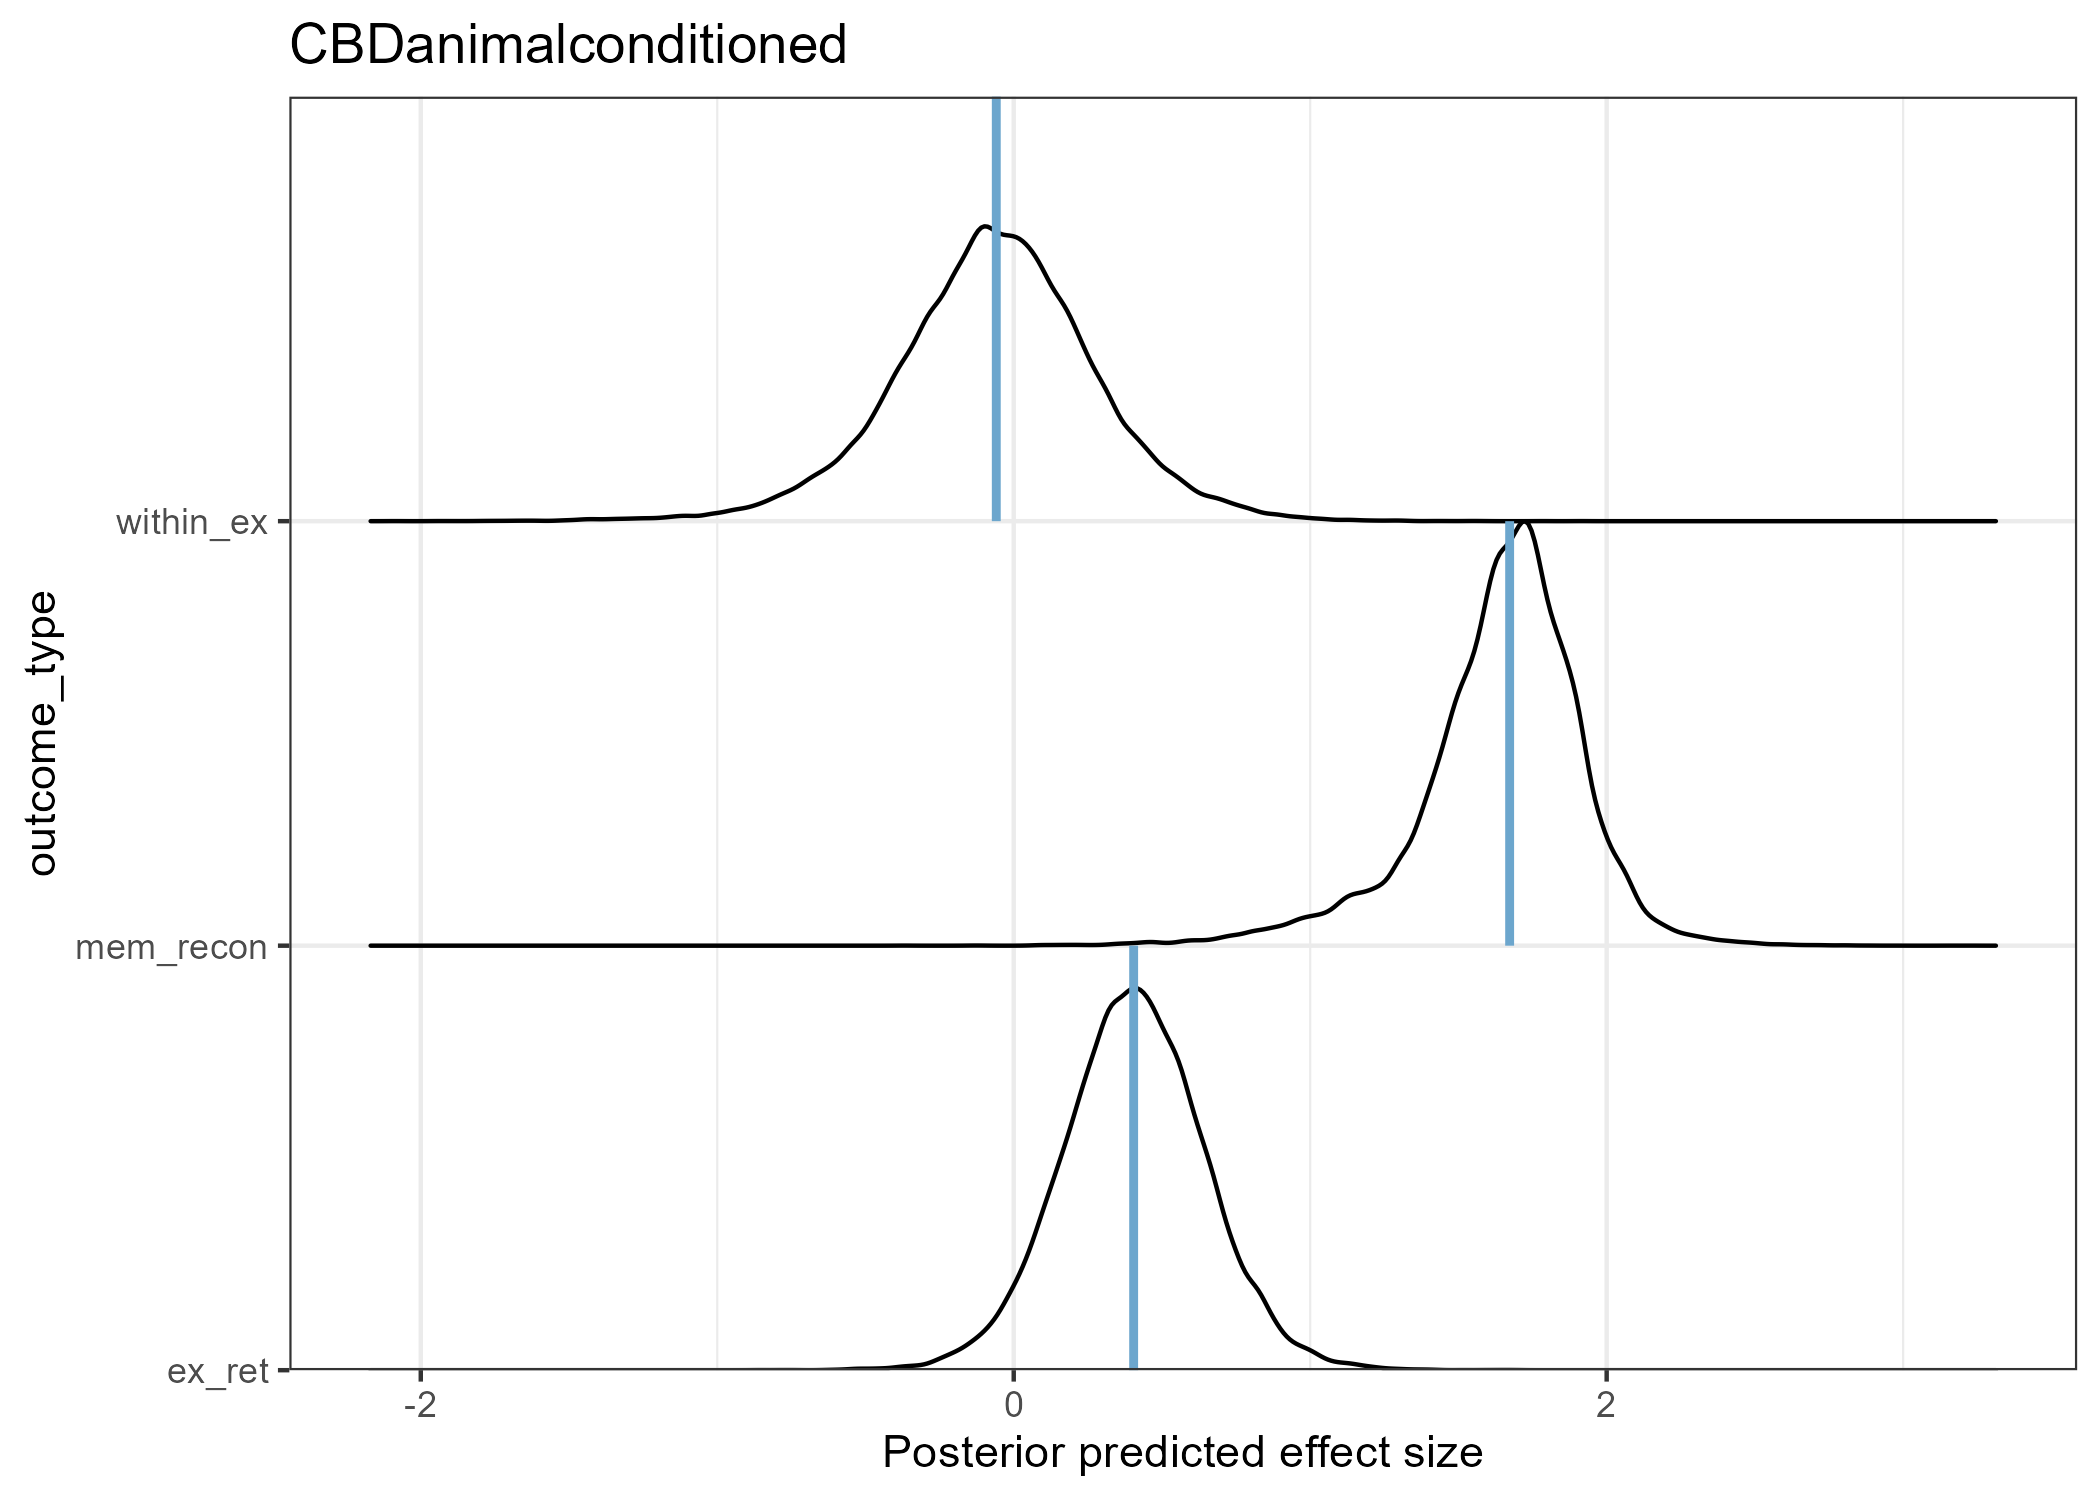 CBDanimalconditioned
outcome_type
within_ex
mem_recon
ex_ret
-2 0 2
Posterior predicted effect size